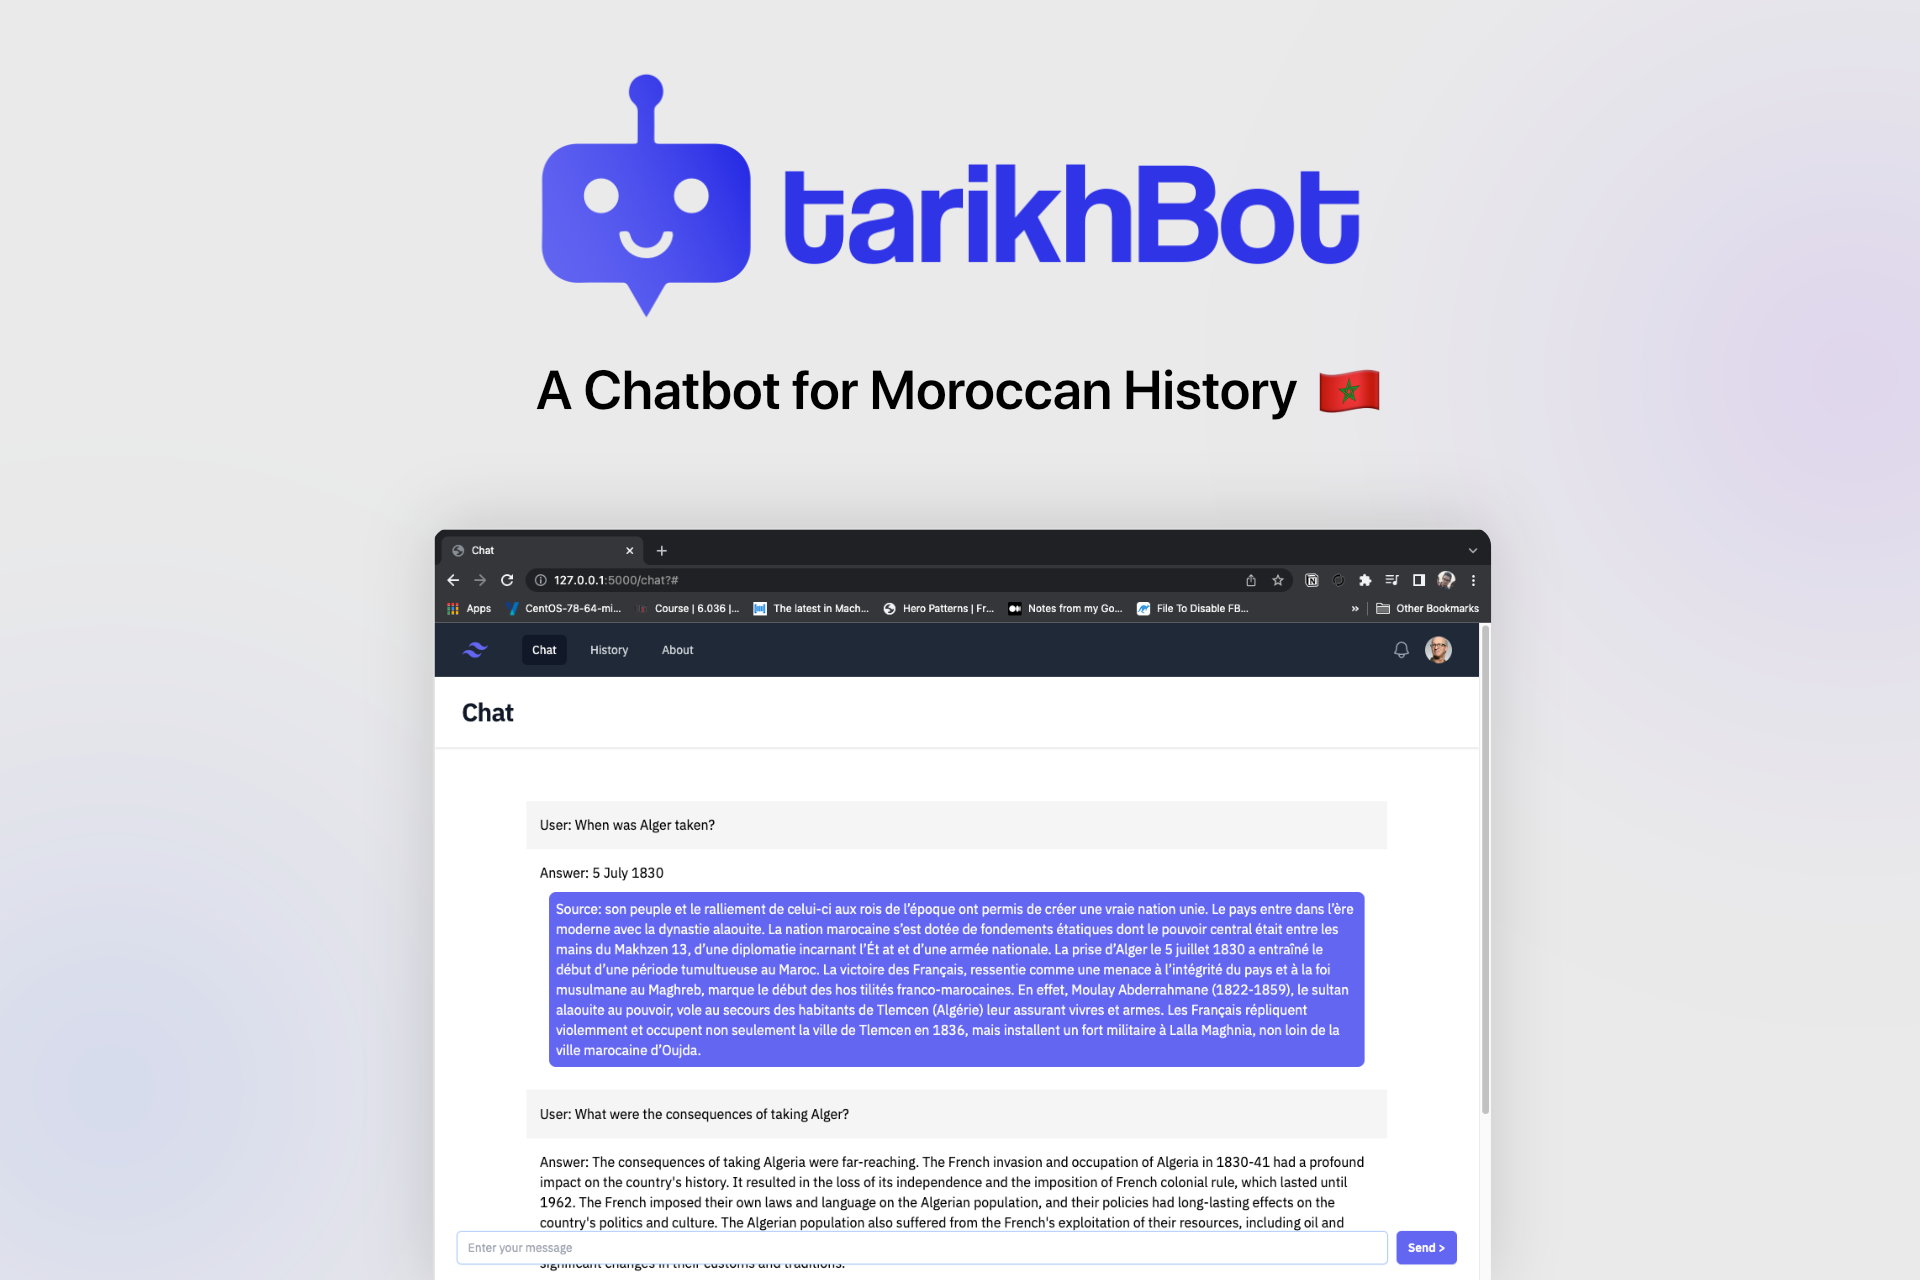 tarikhBot
A Chatbot for Moroccan History
Chat
127.0.0.1:5000/chat?#
Apps
CentOS-78-64-mi...
Course | 6.036 |...
The latest in Mach...
Hero Patterns | Fr...
Notes from my Go...
File To Disable FB...
»
Other Bookmarks
Chat
History
About
Chat
User: When was Alger taken?
Answer: 5 July 1830
Source: son peuple et le ralliement de celui-ci aux rois de l'époque ont permis de créer une vraie nation unie. Le pays entre dans l'ère
moderne avec la dynastie alaouite. La nation marocaine s'est dotée de fondements étatiques dont le pouvoir central était entre les
mains du Makhzen 13, d'une diplomatie incarnant l'Ét at et d'une armée nationale. La prise d'Alger le 5 juillet 1830 a entraîné le
début d'une période tumultueuse au Maroc. La victoire des Français, ressentie comme une menace à l'intégrité du pays et à la foi
musulmane au Maghreb, marque le début des hos tilités franco-marocaines. En effet, Moulay Abderrahmane (1822-1859), le sultan
alaouite au pouvoir, vole au secours des habitants de Tlemcen (Algérie) leur assurant vivres et armes. Les Français répliquent
violemment et occupent non seulement la ville de Tlemcen en 1836, mais installent un fort militaire à Lalla Maghnia, non loin de la
ville marocaine d'Oujda.
User: What were the consequences of taking Alger?
Answer: The consequences of taking Algeria were far-reaching. The French invasion and occupation of Algeria in 1830-41 had a profound
impact on the country's history. It resulted in the loss of its independence and the imposition of French colonial rule, which lasted until
1962. The French imposed their own laws and language on the Algerian population, and their policies had long-lasting effects on the
country's politics and culture. The Algerian population also suffered from the French's exploitation of their resources, including oil and
Enter your message
Send >
significant changes in their customs and traditions.